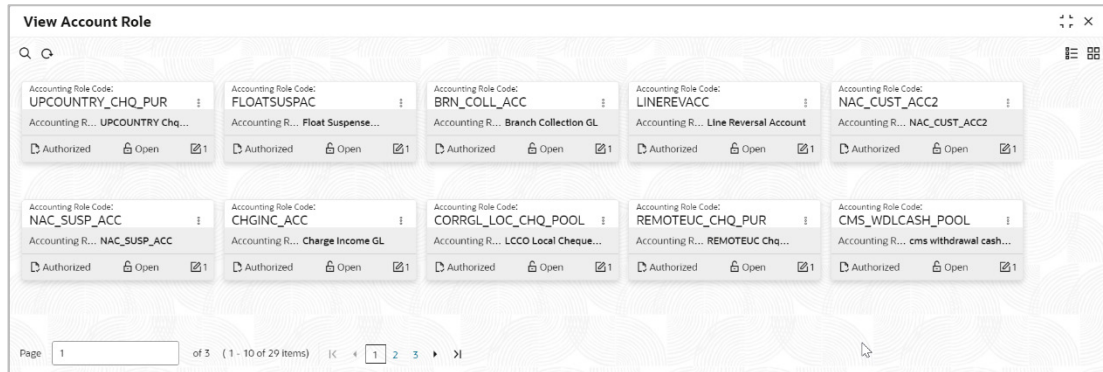 View Account Role
Accounting Role Code:
UPCOUNTRY_CHQ_PUR
Accounting R... UPCOUNTRY Chq...
Authorized Open 1
Accounting Role Code:
FLOATSUSPAC
Accounting R... Float Suspense...
Authorized Open 1
Accounting Role Code:
BRN_COLL_ACC
Accounting R... Branch Collection GL
Authorized Open 1
Accounting Role Code:
LINEREVACC
Accounting R... Line Reversal Account
Authorized Open 1
Accounting Role Code:
NAC_CUST_ACC2
Accounting R... NAC_CUST_ACC2
Authorized Open 1
Accounting Role Code:
NAC_SUSP_ACC
Accounting R... NAC_SUSP_ACC
Authorized Open 1
Accounting Role Code:
CHGINC_ACC
Accounting R... Charge Income GL
Authorized Open 1
Accounting Role Code:
CORRGL_LOC_CHQ_POOL
Accounting R... LCCO Local Cheque...
Authorized Open 1
Accounting Role Code:
REMOTEUC_CHQ_PUR
Accounting R... REMOTEUC Chq...
Authorized Open 1
Accounting Role Code:
CMS_WDLCASH_POOL
Accounting R... cms withdrawal cash...
Authorized Open 1
Page 1 of 3 (1 - 10 of 29 items) 1 2 3